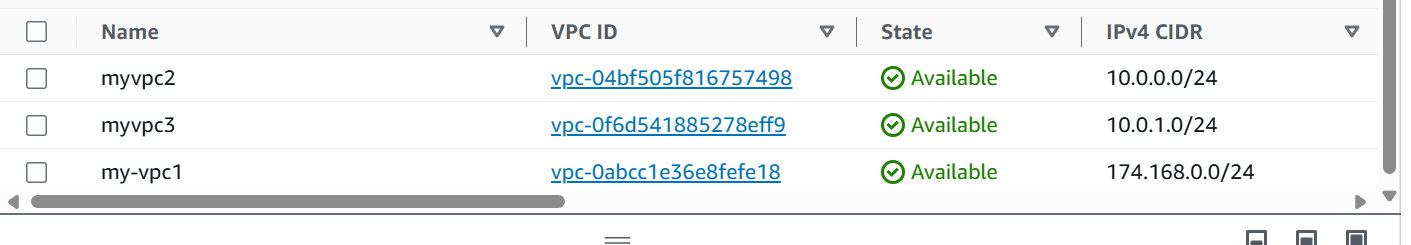 Name VPC ID State IPv4 CIDR
myvpc2 vpc-04bf505f816757498 Available 10.0.0.0/24
myvpc3 vpc-0f6d541885278eff9 Available 10.0.1.0/24
my-vpc1 vpc-0abcc1e36e8fefe18 Available 174.168.0.0/24